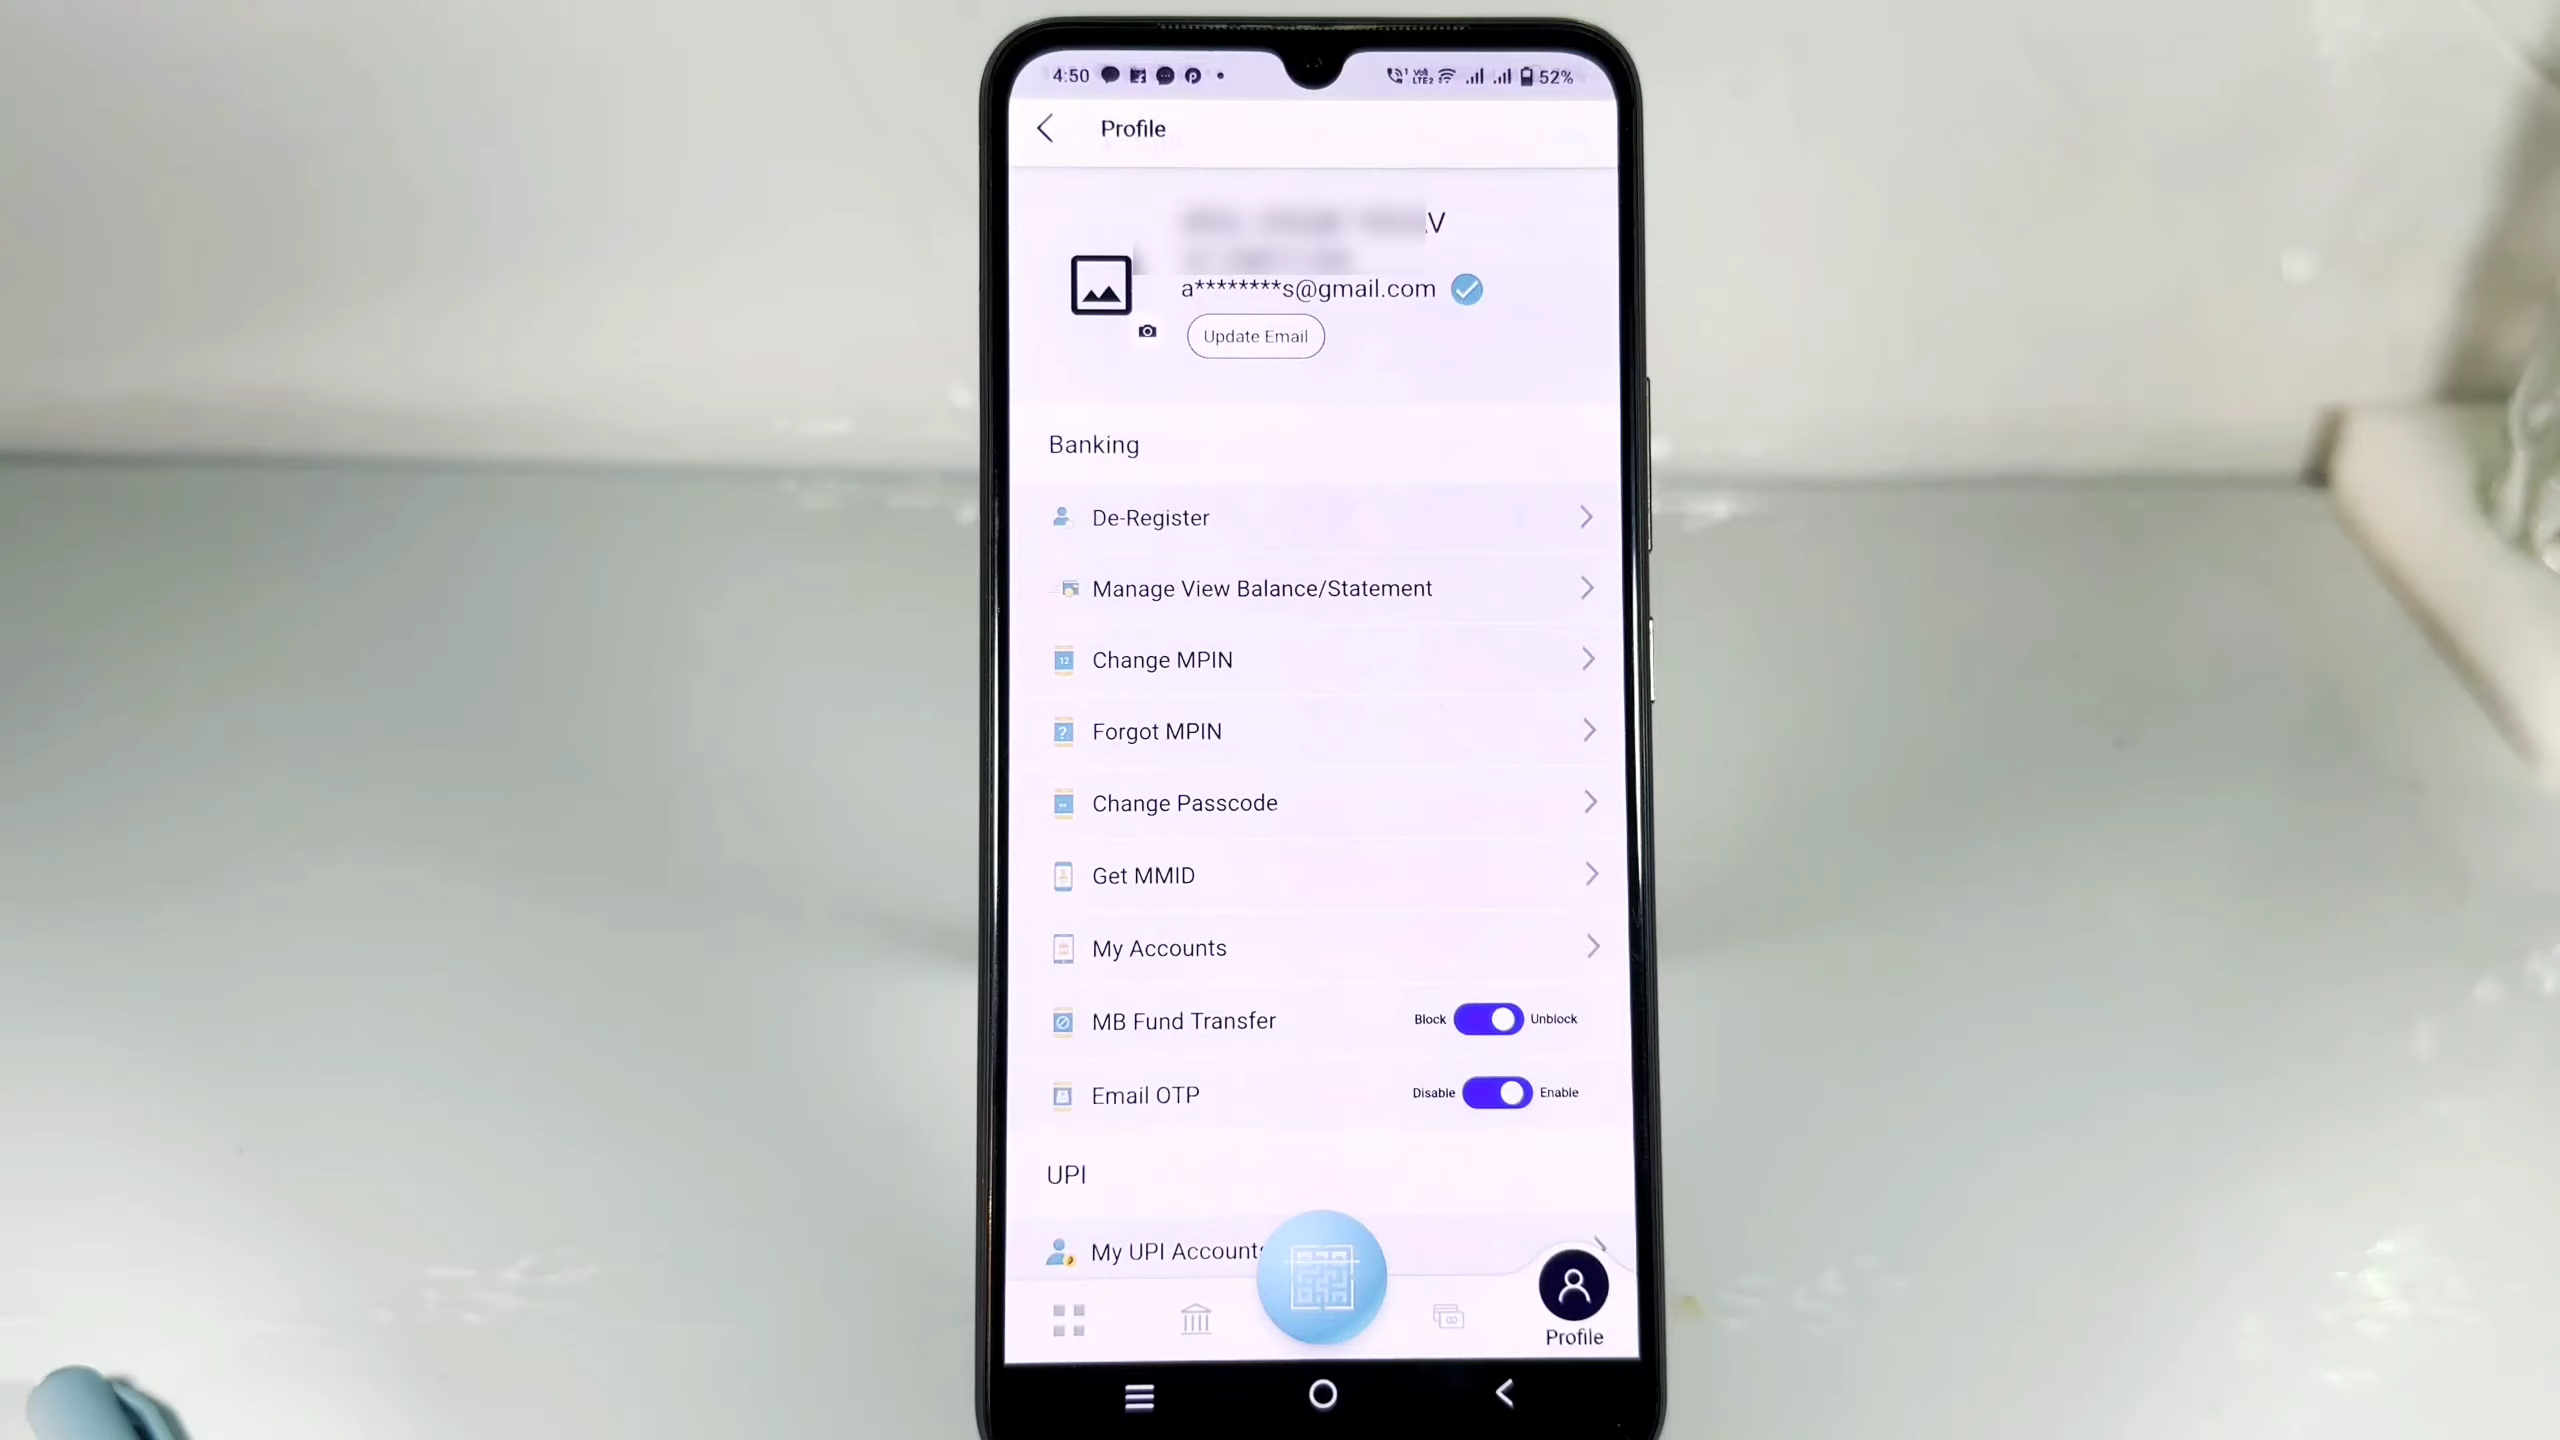 4:50 52%
Profile
V
a********s@gmail.com
Update Email
Banking
De-Register
Manage View Balance/Statement
Change MPIN
Forgot MPIN
Change Passcode
Get MMID
My Accounts
MB Fund Transfer Block Unblock
Email OTP Disable Enable
UPI
My UPI Accounts
Profile